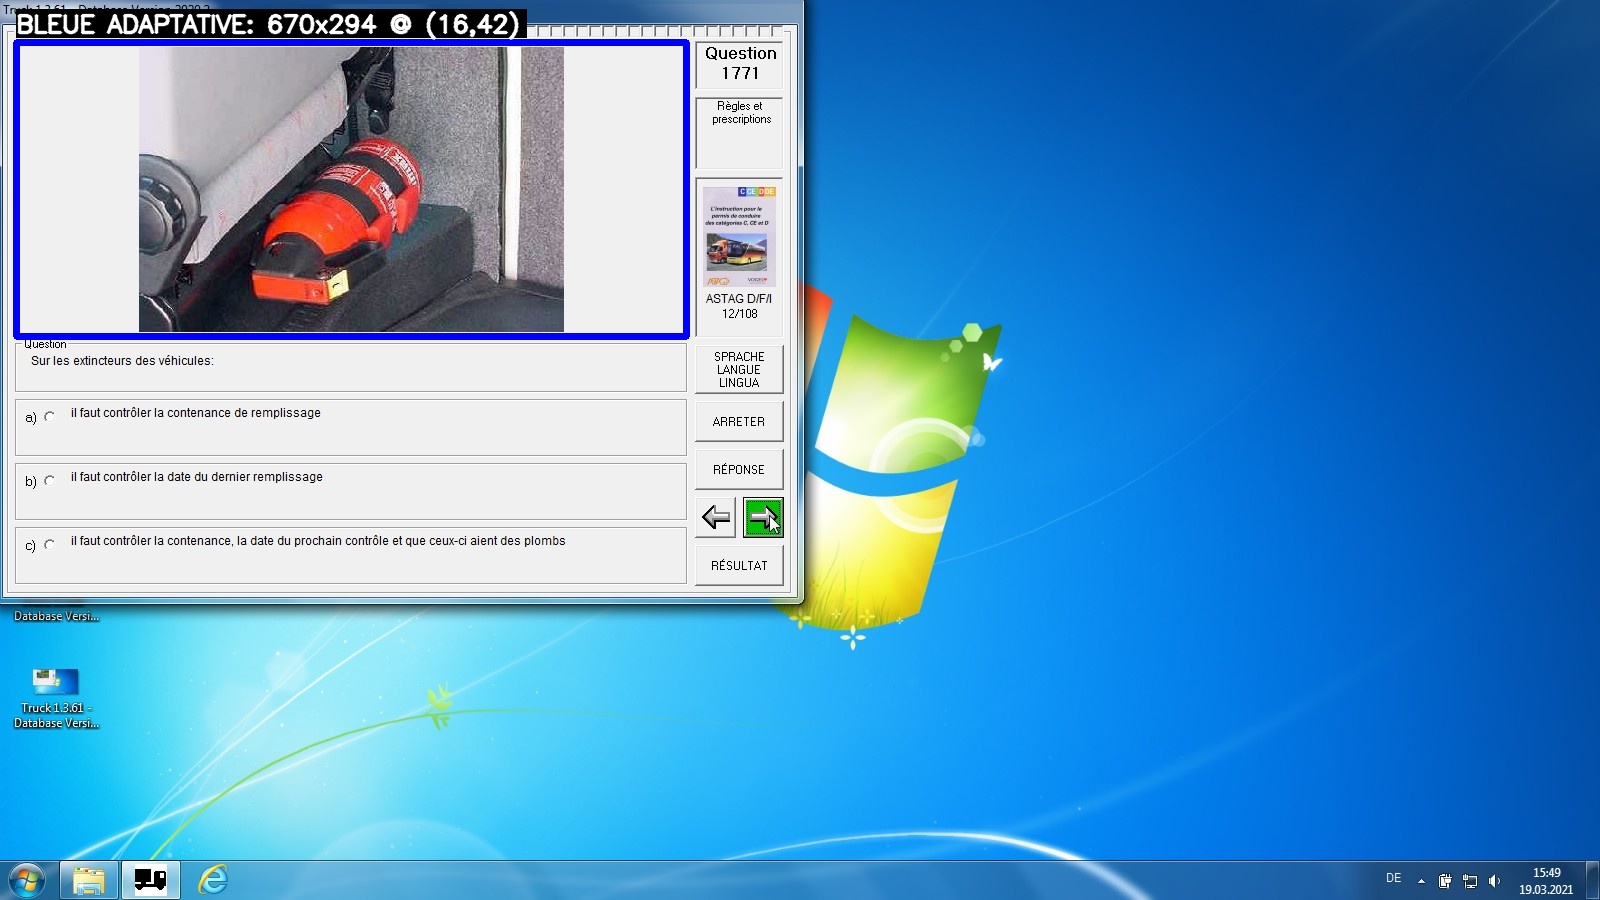 BLEUE ADAPTATIVE: 670x294 @ (16,42)
Question
1771
Règles et
prescriptions
C CE D DE
L'instruction pour le
permis de conduire
des catégories C, CE et D
ASTAG D/F/I
12/108
Question
Sur les extincteurs des véhicules:
SPRACHE
LANGUE
LINGUA
a) il faut contrôler la contenance de remplissage
ARRETER
b) il faut contrôler la date du dernier remplissage
RÉPONSE
c) il faut contrôler la contenance, la date du prochain contrôle et que ceux-ci aient des plombs
RÉSULTAT
Database Versi...
Truck 1.3.61 -
Database Versi...
DE
15:49
19.03.2021